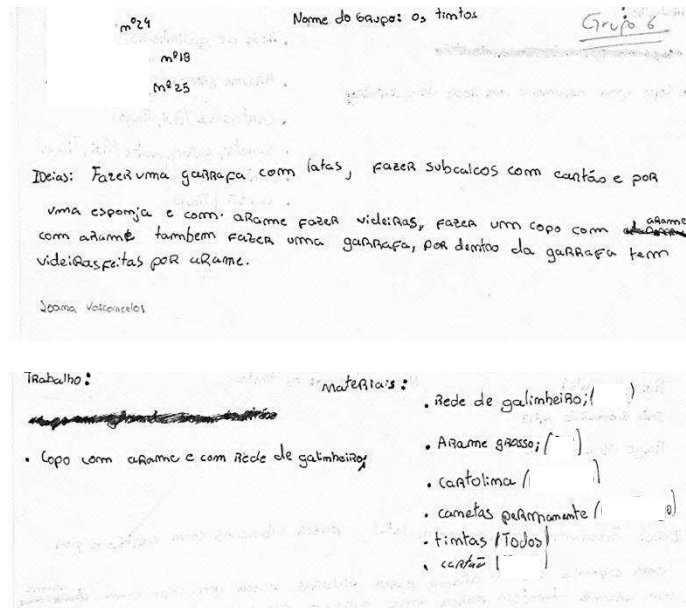 nº24
Nome do Grupo: os tintos
Grupo 6
nº18
nº25
Ideias: Fazer uma garrafa com latas, fazer subcalcos com cartão e por
uma esponja e com arame fazer videiras, fazer um copo com arame,
com arame tambem fazer uma garrafa, por dentro da garrafa tem
videiras feitas por arame.
Joana Vasconcelos
Trabalho:
• Copo com arame e com Rede de galinheiro;
Materiais:
• Rede de galinheiro; ( )
• Arame grosso; ( )
• cartolina ( )
• canetas permanente ( )
• tintas (Todos)
• cartão ( )